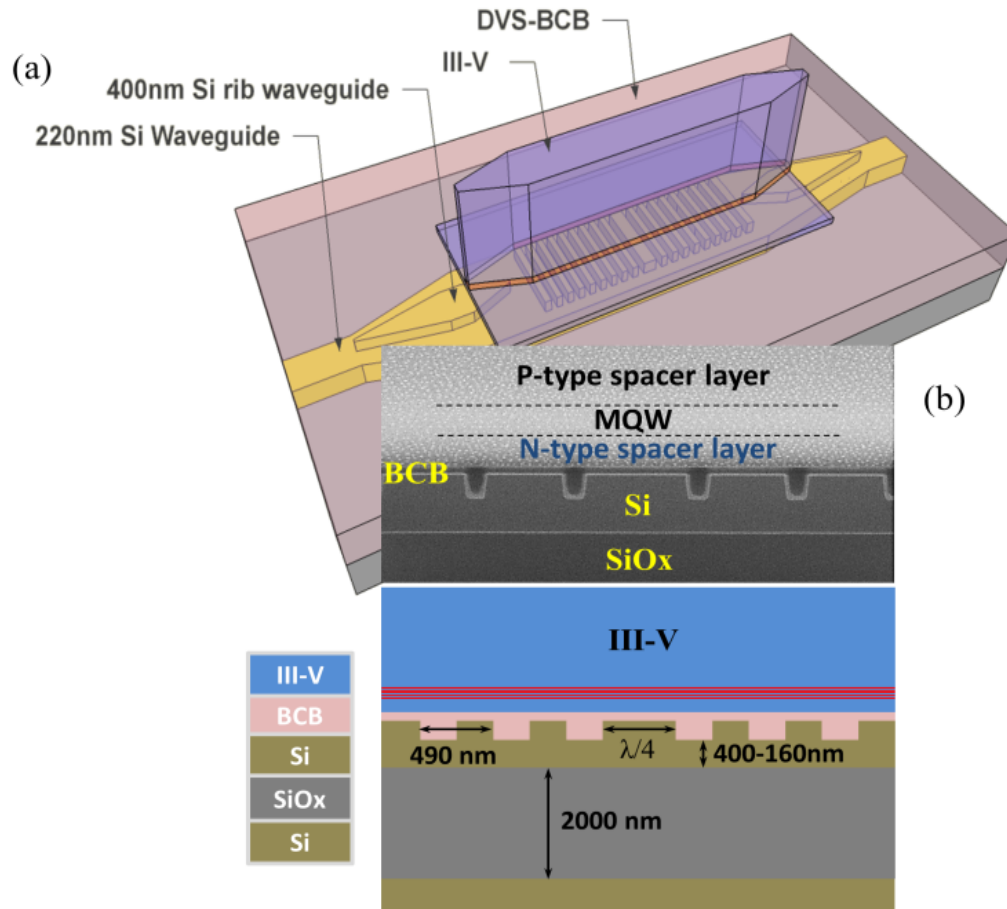 (a)
DVS-BCB
III-V
400nm Si rib waveguide
220nm Si Waveguide
(b)
P-type spacer layer
MQW
N-type spacer layer
BCB
Si
SiOx
III-V
490 nm
λ/4
400-160nm
2000 nm
III-V
BCB
Si
SiOx
Si